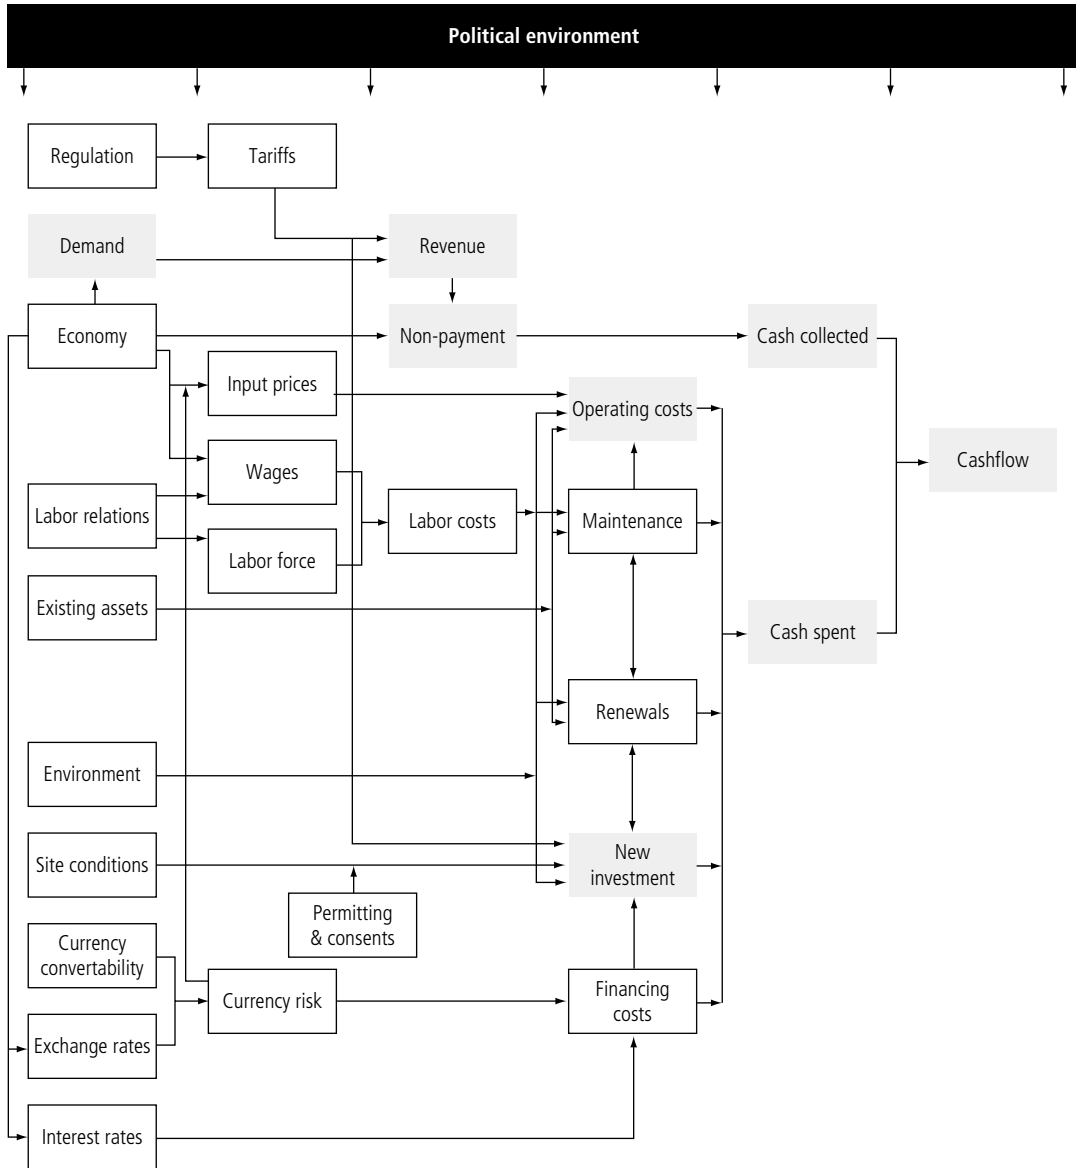 Political environment
Regulation
Tariffs
Demand
Revenue
Economy
Non-payment
Cash collected
Input prices
Operating costs
Cashflow
Wages
Labor relations
Labor costs
Maintenance
Labor force
Existing assets
Cash spent
Renewals
Environment
Site conditions
New
investment
Permitting
& consents
Currency
convertability
Currency risk
Financing
costs
Exchange rates
Interest rates